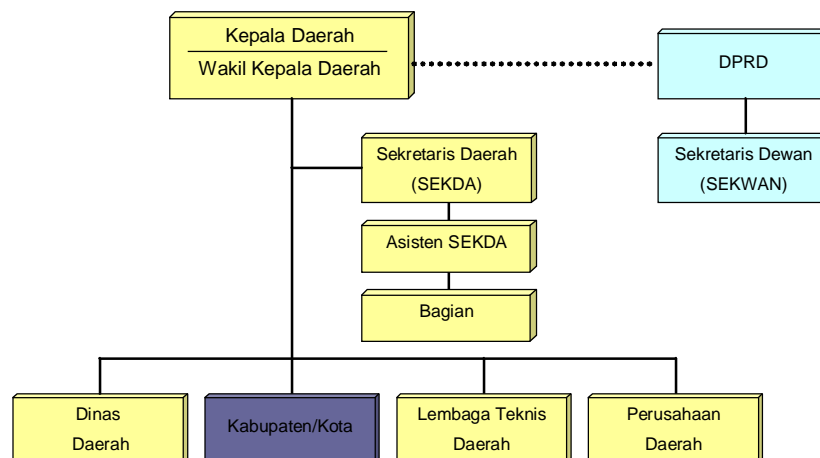 Kepala Daerah
Wakil Kepala Daerah
DPRD
Sekretaris Daerah
(SEKDA)
Sekretaris Dewan
(SEKWAN)
Asisten SEKDA
Bagian
Dinas
Daerah
Kabupaten/Kota
Lembaga Teknis
Daerah
Perusahaan
Daerah